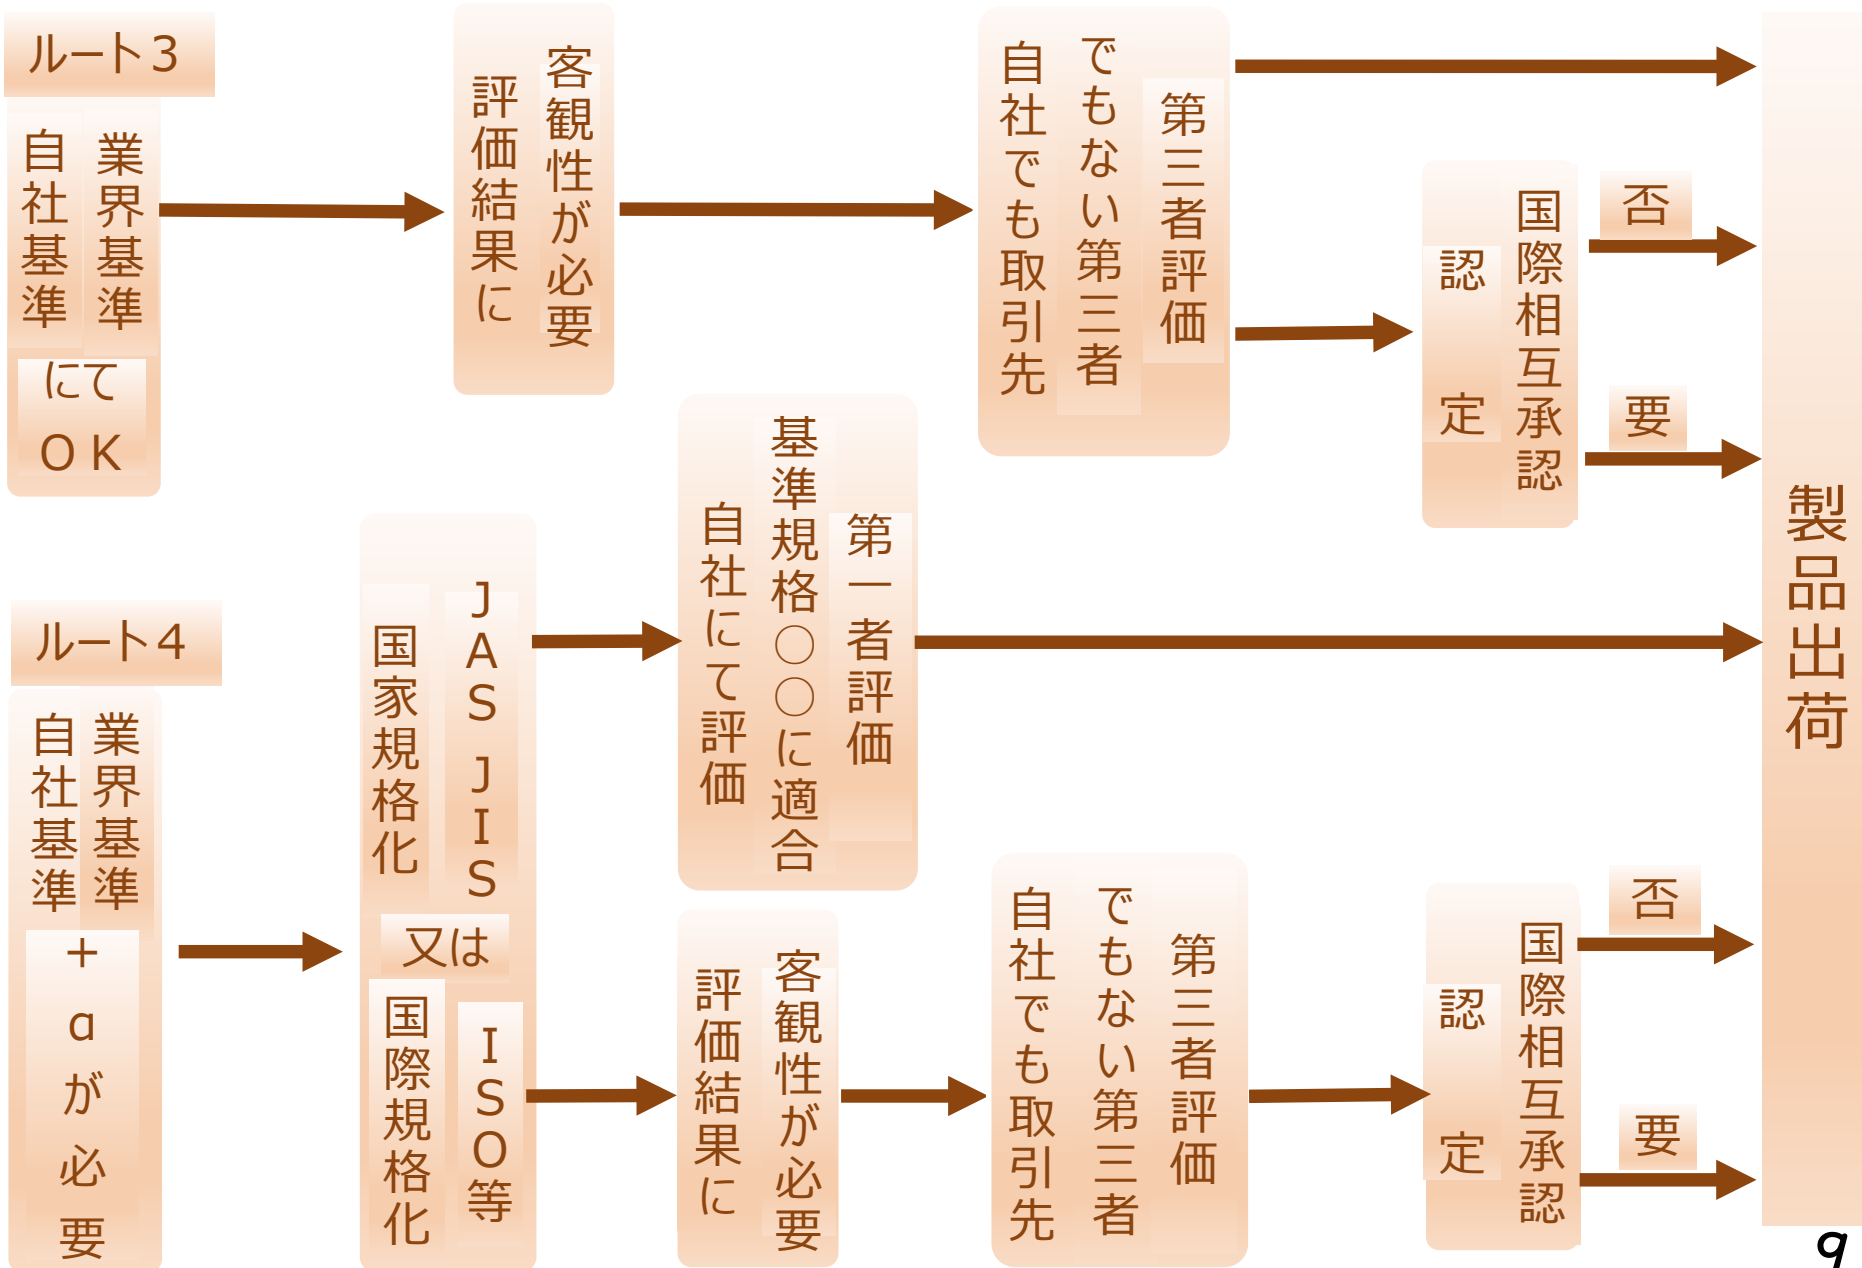 ルート３
業界基準
自社基準
にて
ＯＫ
客観性が必要
評価結果に
第三者評価
でもない第三者
自社でも取引先
国際相互承認
認定
否
要
製品出荷
ルート４
業界基準
自社基準
＋αが必要
ＪＡＳ ＪＩＳ
国家規格化
又は
ＩＳＯ等
国際規格化
第一者評価
基準規格〇〇に適合
自社にて評価
客観性が必要
評価結果に
第三者評価
でもない第三者
自社でも取引先
国際相互承認
認定
否
要
9